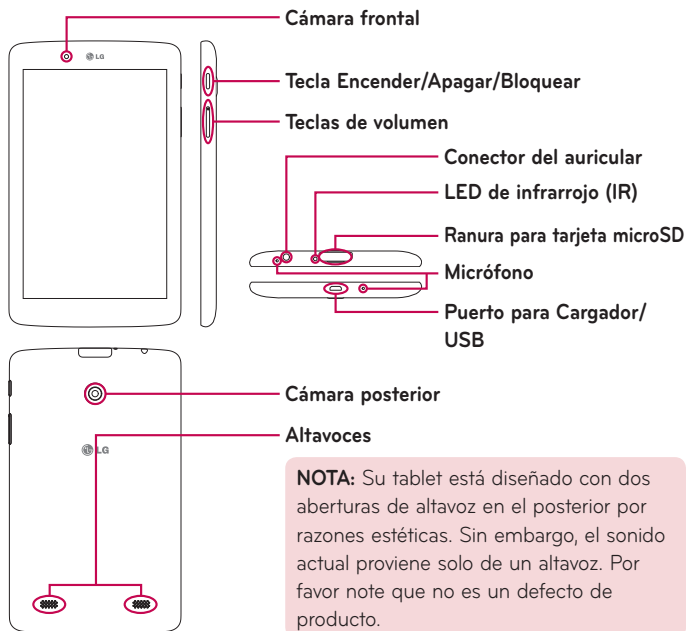 Cámara frontal
LG
Tecla Encender/Apagar/Bloquear
Teclas de volumen
Conector del auricular
LED de infrarrojo (IR)
Ranura para tarjeta microSD
Micrófono
Puerto para Cargador/
USB
Cámara posterior
Altavoces
LG
NOTA: Su tablet está diseñado con dos
aberturas de altavoz en el posterior por
razones estéticas. Sin embargo, el sonido
actual proviene solo de un altavoz. Por
favor note que no es un defecto de
producto.